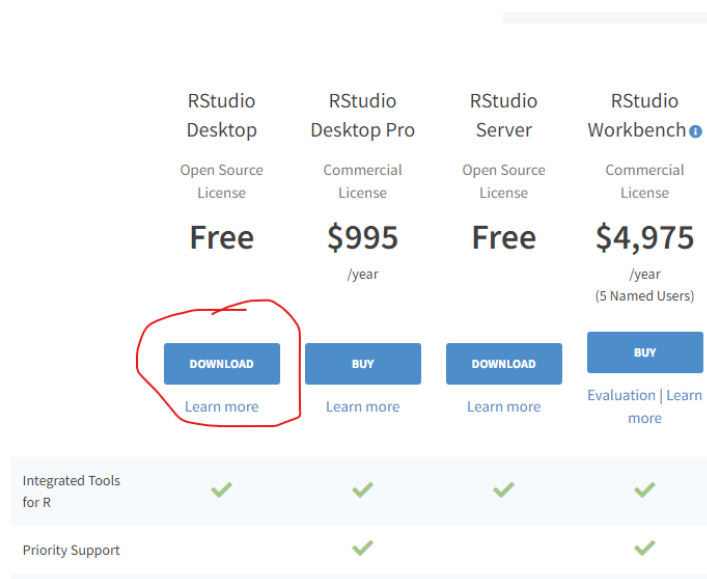 RStudio Desktop
RStudio Desktop Pro
RStudio Server
RStudio Workbench
Open Source License
Commercial License
Open Source License
Commercial License
Free
$995
Free
$4,975
/year
/year
(5 Named Users)
DOWNLOAD
BUY
DOWNLOAD
BUY
Learn more
Learn more
Learn more
Evaluation | Learn more
Integrated Tools
for R
Priority Support